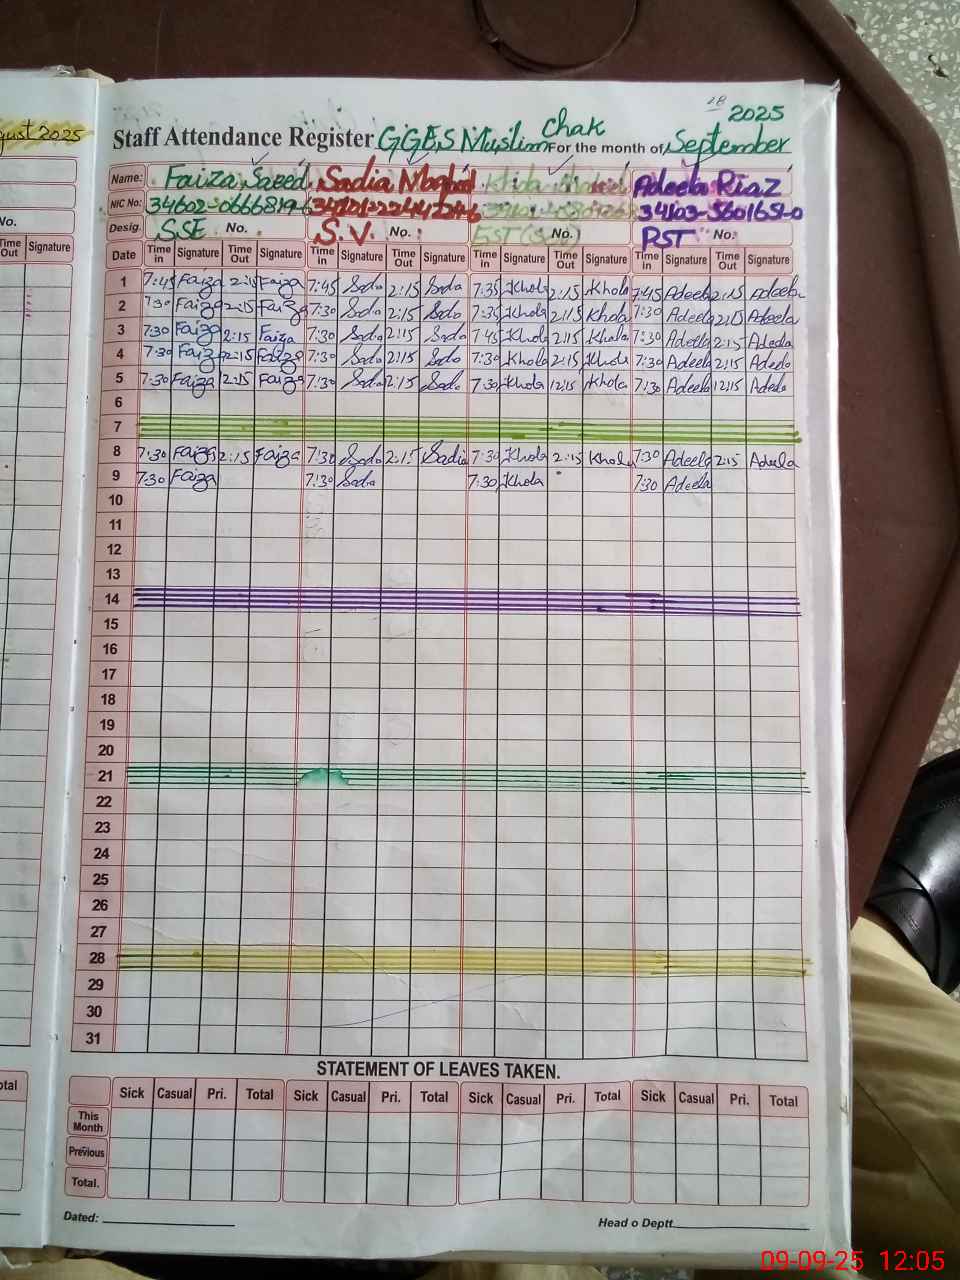 gust 2025
28
2025
Staff Attendance Register GGES Muslim Chak For the month of September
Name: Faiza Saeed Sadia Adeela Riaz
NIC No: 34602-0666819-6 34103-5601651-0
Desig. SSE No. S.V. No. EST No. PST No.
No.
Date Time in Signature Time Out Signature Time in Signature Time Out Signature Time in Signature Time Out Signature Time in Signature Time Out Signature
Time Out Signature
1 7:45 Faiza 2:15 Faiza 7:45 Sadia 2:15 Sadia 7:35 Khola 2:15 Khola 7:45 Adeela 2:15 Adeela
2 7:30 Faiza 2:15 Faiza 7:30 Sadia 2:15 Sadia 7:35 Khola 2:15 Khola 7:30 Adeela 2:15 Adeela
3 7:30 Faiza 2:15 Faiza 7:30 Sadia 2:15 Sadia 7:45 Khola 2:15 Khola 7:30 Adeela 2:15 Adeela
4 7:30 Faiza 2:15 Faiza 7:30 Sadia 2:15 Sadia 7:30 Khola 2:15 Khola 7:30 Adeela 2:15 Adeela
5 7:30 Faiza 2:15 Faiza 7:30 Sadia 2:15 Sadia 7:30 Khola 12:15 Khola 7:30 Adeela 12:15 Adeela
6
7
8 7:30 Faiza 2:15 Faiza 7:30 Sadia 2:15 Sadia 7:30 Khola 2:15 Khola 7:30 Adeela 2:15 Adeela
9 7:30 Faiza 7:30 Sadia 7:30 Khola 7:30 Adeela
10
11
12
13
14
15
16
17
18
19
20
21
22
23
24
25
26
27
28
29
30
31
STATEMENT OF LEAVES TAKEN.
Sick Casual Pri. Total Sick Casual Pri. Total Sick Casual Pri. Total Sick Casual Pri. Total
otal
This Month
Previous
Total.
Dated: Head o Deptt.
09-09-25 12:05